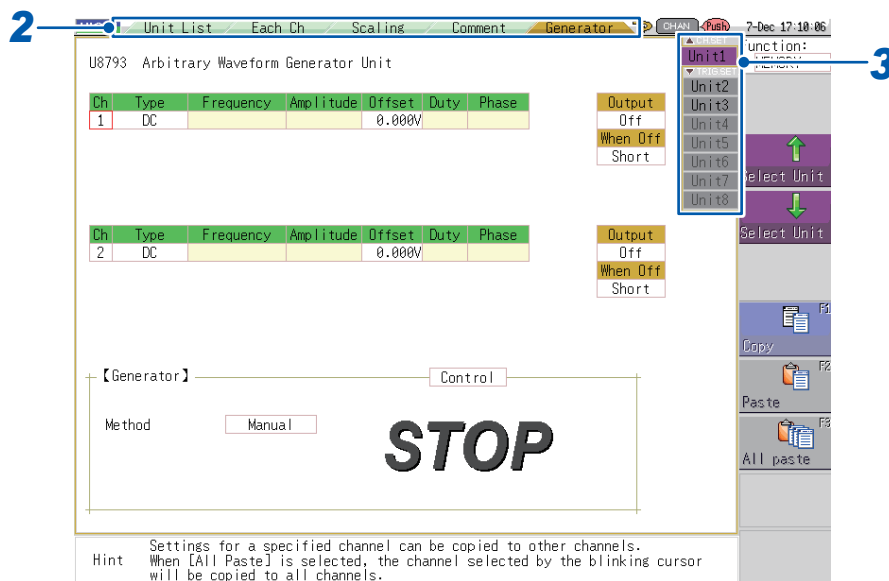 2
Unit List Each Ch Scaling Comment Generator
CHAN Push 7-Dec 17:10:06
3
▲ CH.SET
Unit1
▼ TRIG.SET
Unit2
Unit3
Unit4
Unit5
Unit6
Unit7
Unit8
U8793 Arbitrary Waveform Generator Unit
Ch Type Frequency Amplitude Offset Duty Phase
1 DC 0.000V
Output
Off
When Off
Short
Ch Type Frequency Amplitude Offset Duty Phase
2 DC 0.000V
Output
Off
When Off
Short
【Generator】 Control
Method Manual
STOP
Select Unit
Select Unit
F1
Copy
F2
Paste
F3
All paste
Hint Settings for a specified channel can be copied to other channels.
When [All Paste] is selected, the channel selected by the blinking cursor
will be copied to all channels.